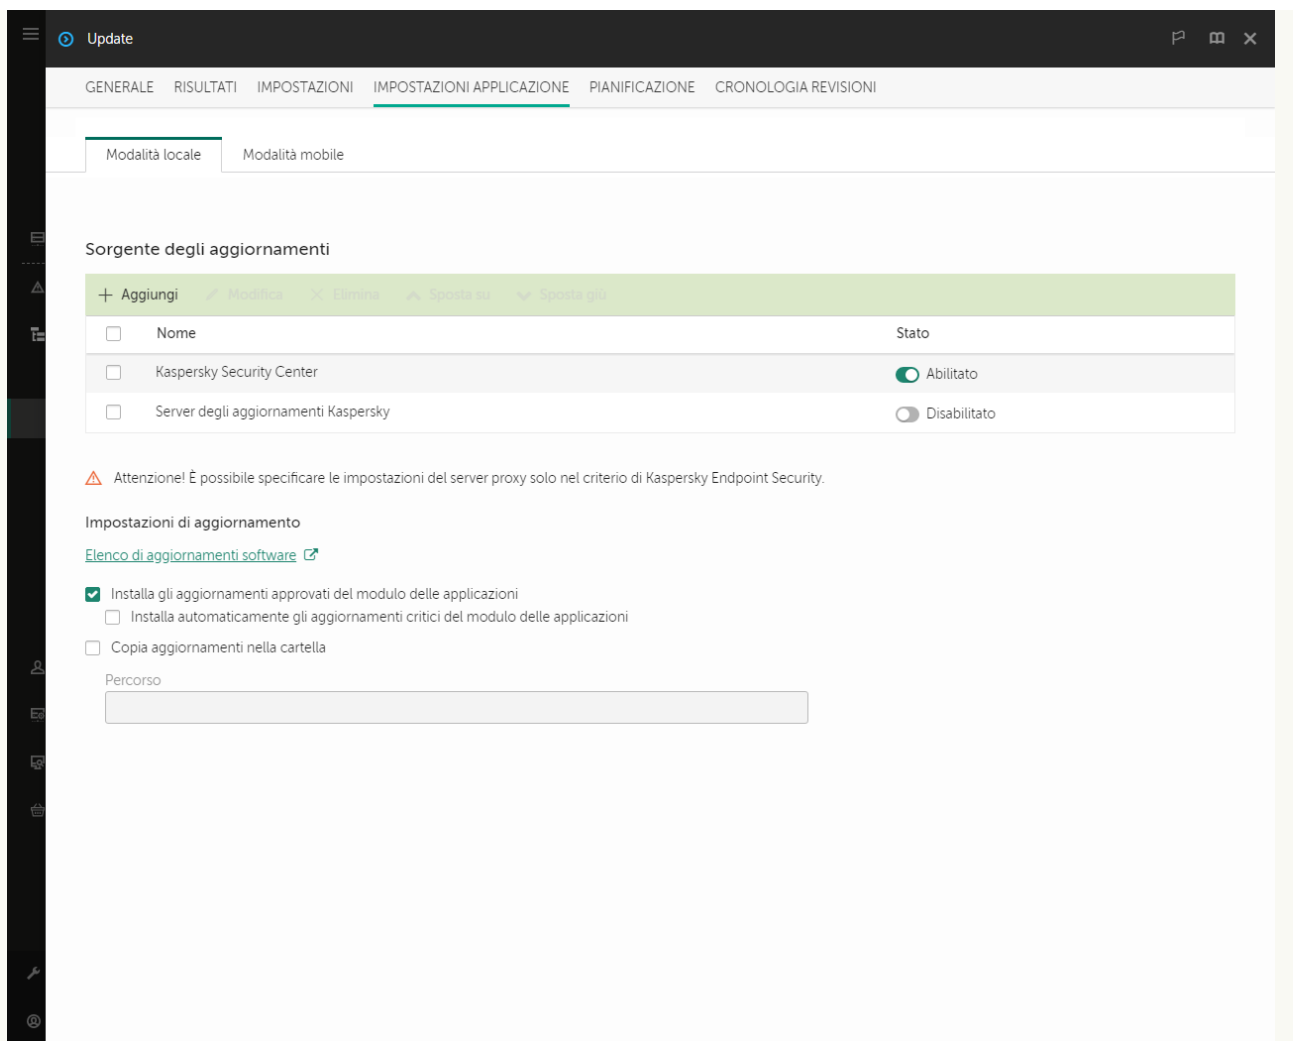 Update
GENERALE RISULTATI IMPOSTAZIONI IMPOSTAZIONI APPLICAZIONE PIANIFICAZIONE CRONOLOGIA REVISIONI
Modalità locale Modalità mobile
Sorgente degli aggiornamenti
Aggiungi Modifica Elimina Sposta su Sposta giù
Nome Stato
Kaspersky Security Center Abilitato
Server degli aggiornamenti Kaspersky Disabilitato
Attenzione! È possibile specificare le impostazioni del server proxy solo nel criterio di Kaspersky Endpoint Security.
Impostazioni di aggiornamento
Elenco di aggiornamenti software
Installa gli aggiornamenti approvati del modulo delle applicazioni
Installa automaticamente gli aggiornamenti critici del modulo delle applicazioni
Copia aggiornamenti nella cartella
Percorso